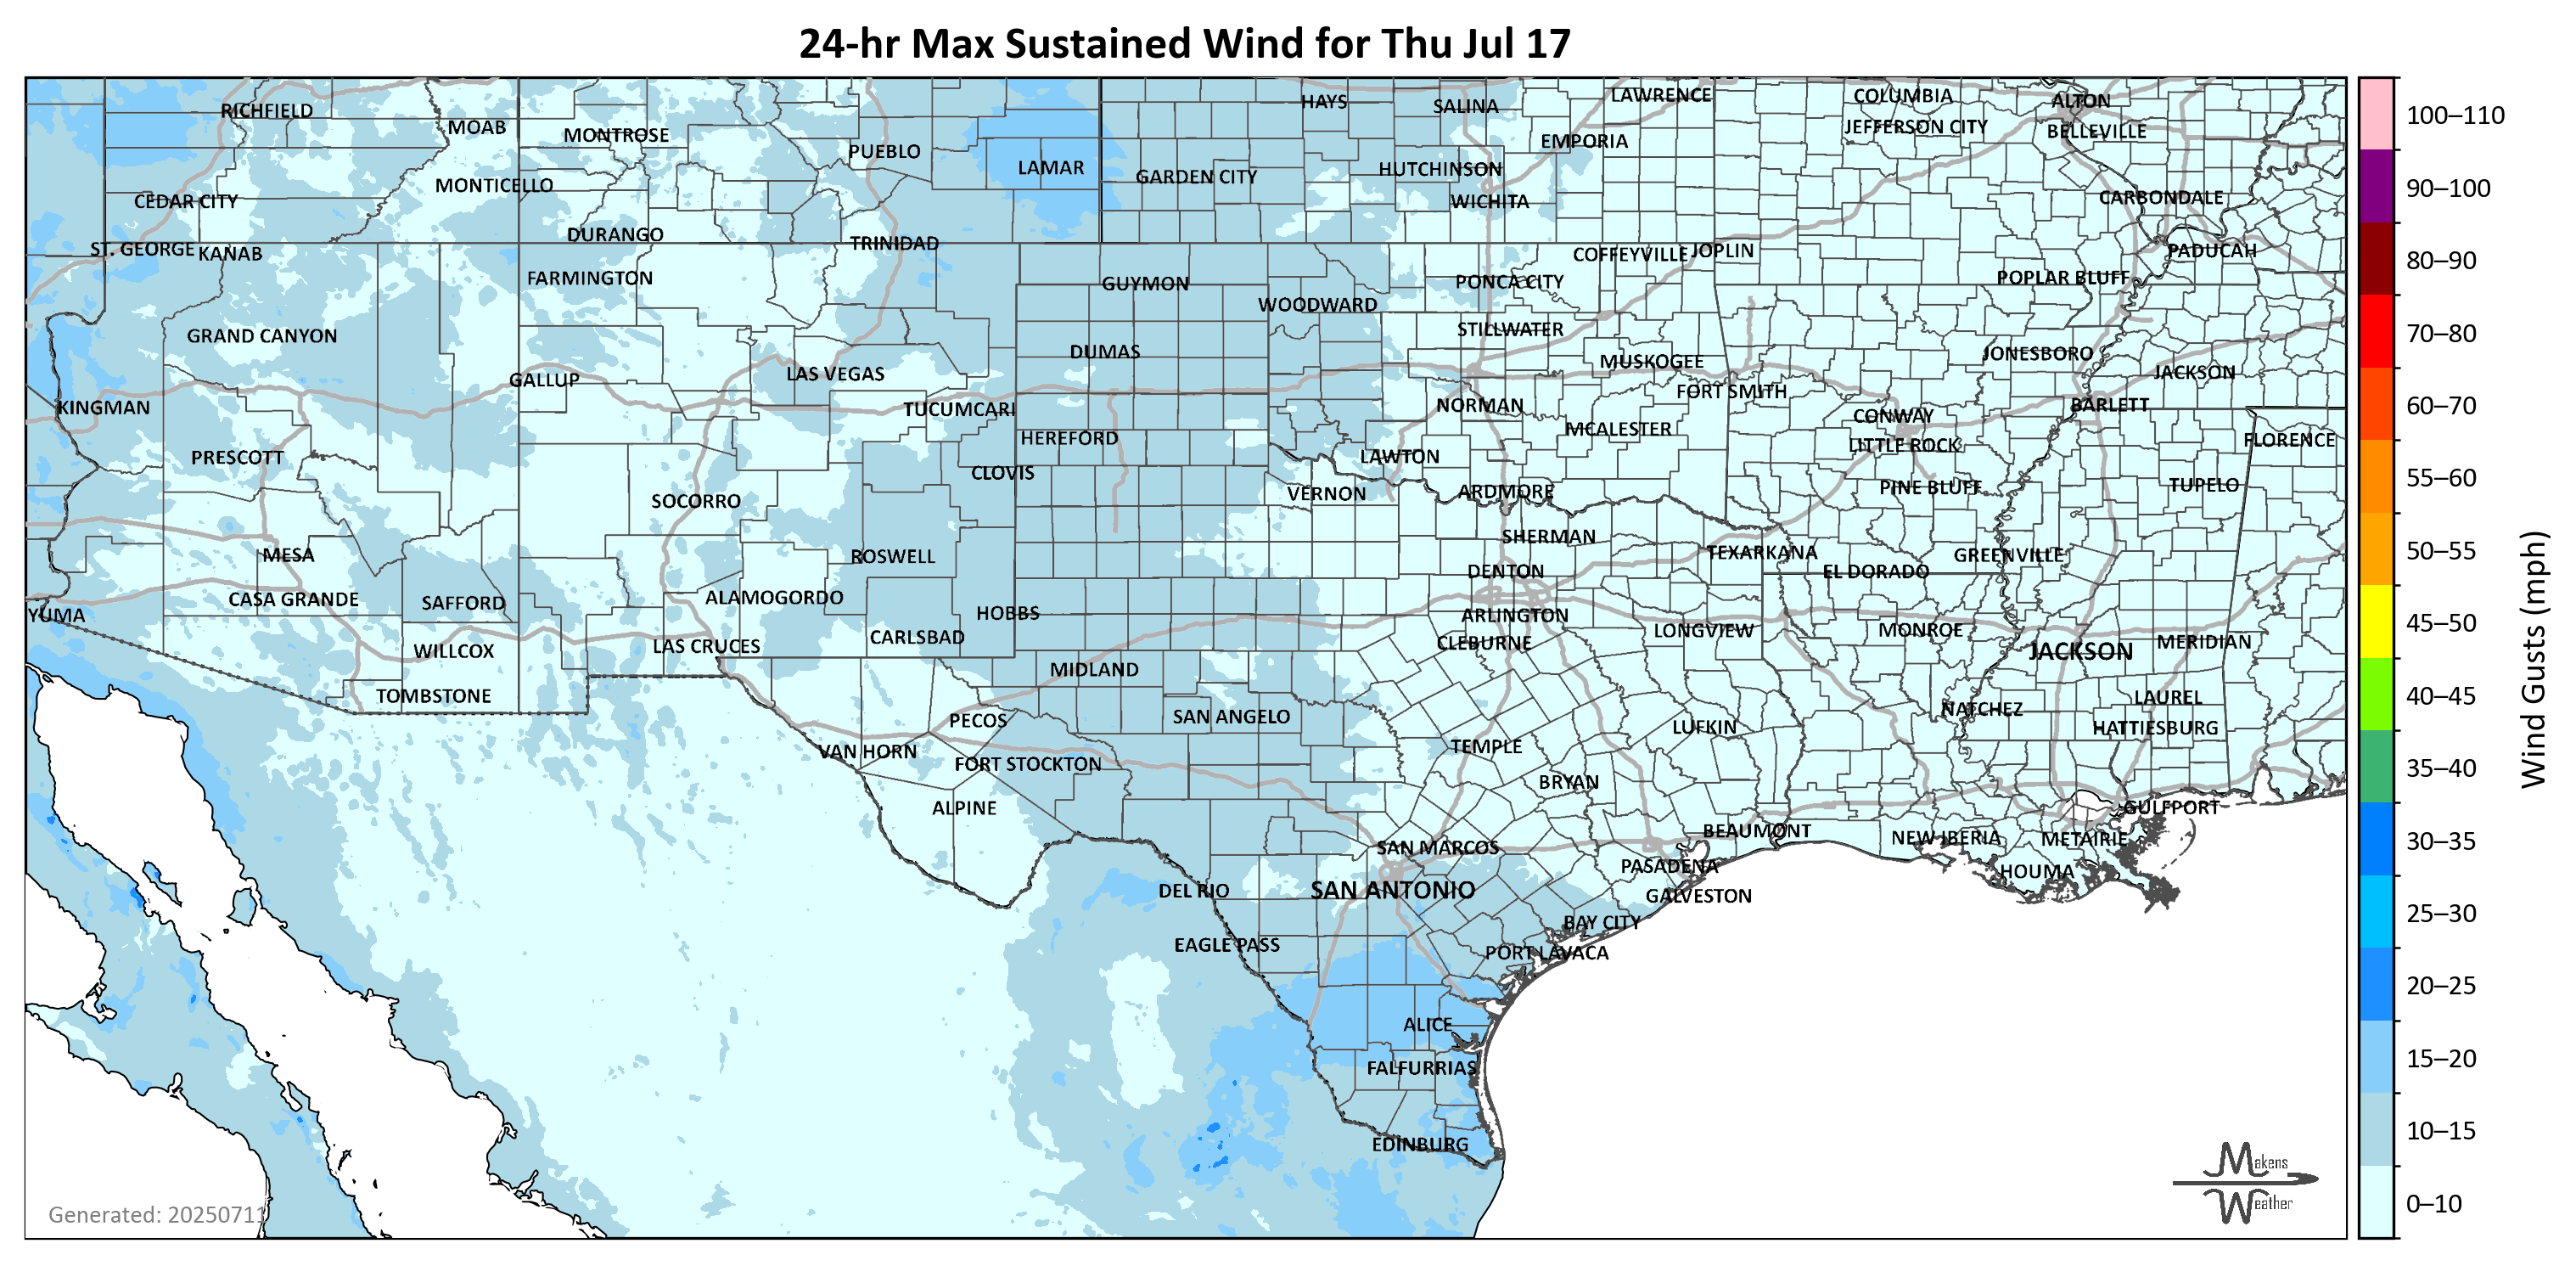 24-hr Max Sustained Wind for Thu Jul 17
RICHFIELD
MOAB
MONTROSE
PUEBLO
LAMAR
HAYS
SALINA
LAWRENCE
COLUMBIA
ALTON
EMPORIA
JEFFERSON CITY
BELLEVILLE
MONTICELLO
GARDEN CITY
HUTCHINSON
CEDAR CITY
WICHITA
CARBONDALE
DURANGO
TRINIDAD
ST. GEORGE
KANAB
COFFEYVILLE
JOPLIN
PADUCAH
FARMINGTON
GUYMON
PONCA CITY
POPLAR BLUFF
WOODWARD
GRAND CANYON
STILLWATER
DUMAS
MUSKOGEE
JONESBORO
GALLUP
LAS VEGAS
JACKSON
FORT SMITH
KINGMAN
TUCUMCARI
NORMAN
CONWAY
BARLETT
HEREFORD
MCALESTER
LITTLE ROCK
FLORENCE
PRESCOTT
CLOVIS
LAWTON
SOCORRO
VERNON
ARDMORE
PINE BLUFF
TUPELO
SHERMAN
MESA
ROSWELL
TEXARKANA
GREENVILLE
DENTON
EL DORADO
CASA GRANDE
SAFFORD
ALAMOGORDO
HOBBS
YUMA
ARLINGTON
LAS CRUCES
CARLSBAD
CLEBURNE
LONGVIEW
MONROE
MERIDIAN
WILLCOX
MIDLAND
JACKSON
TOMBSTONE
PECOS
SAN ANGELO
LAUREL
NATCHEZ
LUFKIN
HATTIESBURG
VAN HORN
FORT STOCKTON
TEMPLE
BRYAN
ALPINE
GULFPORT
BEAUMONT
NEW IBERIA
METAIRIE
SAN MARCOS
PASADENA
HOUMA
DEL RIO
SAN ANTONIO
GALVESTON
BAY CITY
EAGLE PASS
PORT LAVACA
ALICE
FALFURRIAS
EDINBURG
Generated: 20250711
Makens
Weather
100–110
90–100
80–90
70–80
60–70
55–60
50–55
45–50
40–45
35–40
30–35
25–30
20–25
15–20
10–15
0–10
Wind Gusts (mph)